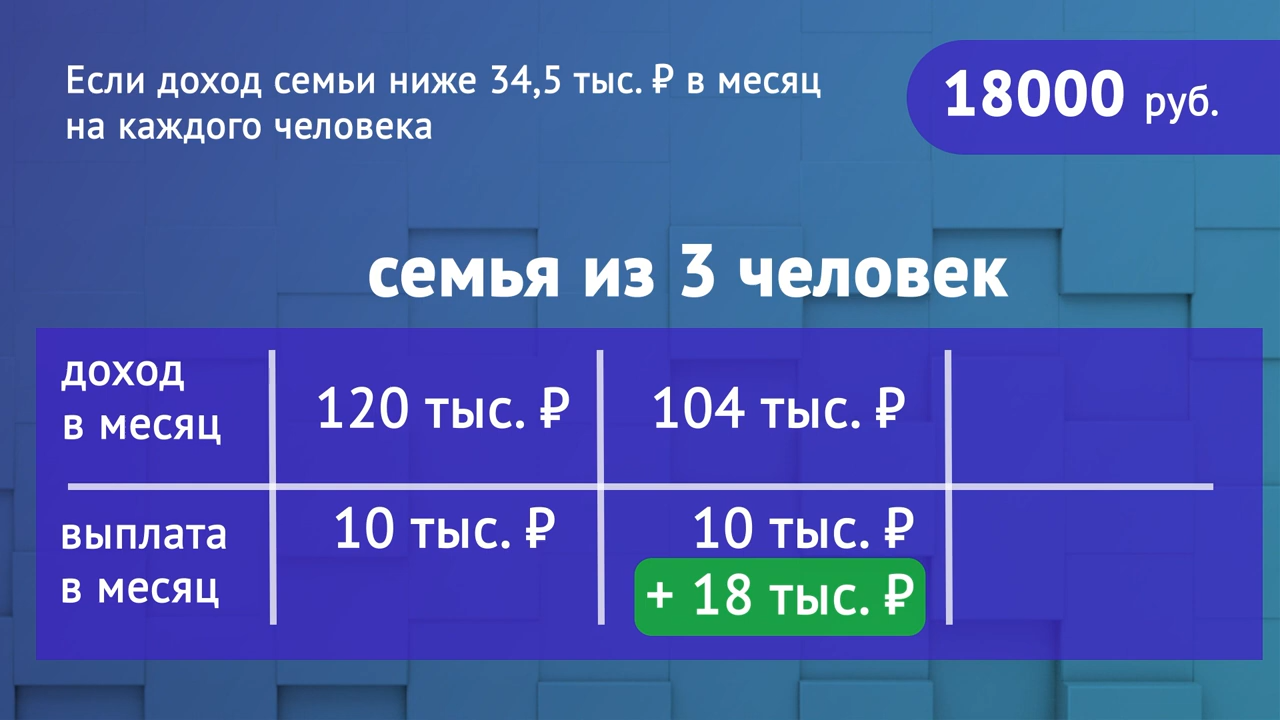 Если доход семьи ниже 34,5 тыс. ₽ в месяц
на каждого человека
18000 руб.
семья из 3 человек
доход
в месяц
120 тыс. ₽
104 тыс. ₽
выплата
в месяц
10 тыс. ₽
10 тыс. ₽
+ 18 тыс. ₽